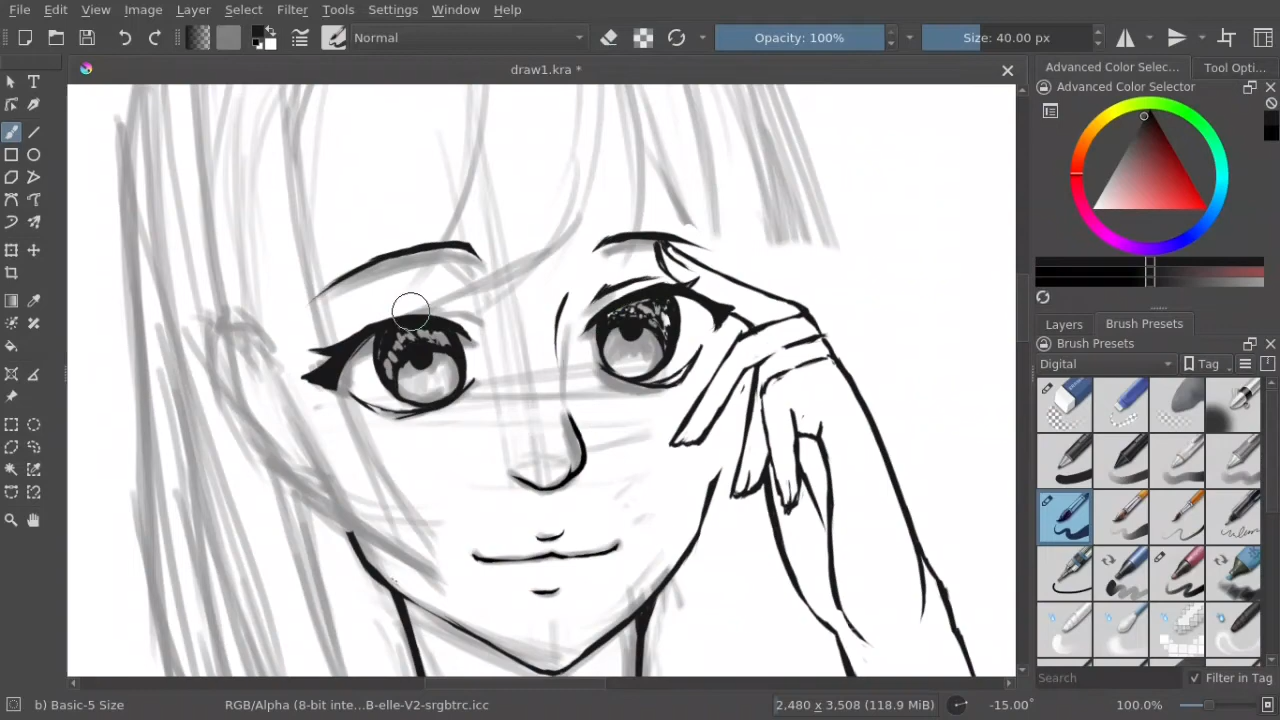 File Edit View Image Layer Select Filter Tools Settings Window Help
Normal Opacity: 100% Size: 40.00 px
draw1.kra *
Advanced Color Selec... Tool Opti...
Advanced Color Selector
Layers Brush Presets
Brush Presets
Digital Tag
Search Filter in Tag
b) Basic-5 Size RGB/Alpha (8-bit inte...B-elle-V2-srgbtrc.icc 2,480 x 3,508 (118.9 MiB) -15.00° 100.0%